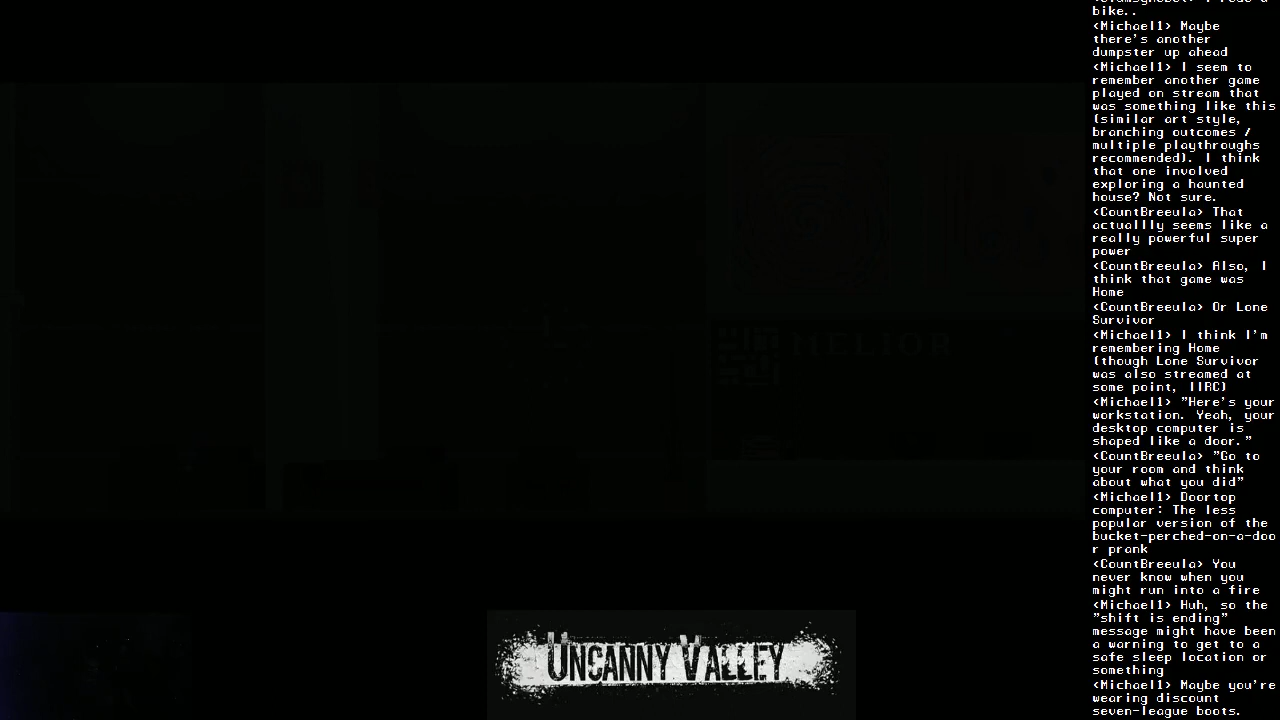 HELIOR
UNCANNY VALLEY
bike..
<Michael1> Maybe
there's another
dumpster up ahead
<Michael1> I seem to
remember another game
played on stream that
was something like this
(similar art style,
branching outcomes /
multiple playthroughs
recommended). I think
that one involved
exploring a haunted
house? Not sure.
<CountBreeula> That
actuallly seems like a
really powerful super
power
<CountBreeula> Also, I
think that game was
Home
<CountBreeula> Or Lone
Survivor
<Michael1> I think I'm
remembering Home
(though Lone Survivor
was also streamed at
some point, IIRC)
<Michael1> "Here's your
workstation. Yeah, your
desktop computer is
shaped like a door."
<CountBreeula> "Go to
your room and think
about what you did"
<Michael1> Doortop
computer: The less
popular version of the
bucket-perched-on-a-doo
r prank
<CountBreeula> You
never know when you
might run into a fire
<Michael1> Huh, so the
"shift is ending"
message might have been
a warning to get to a
safe sleep location or
something
<Michael1> Maybe you're
wearing discount
seven-league boots.